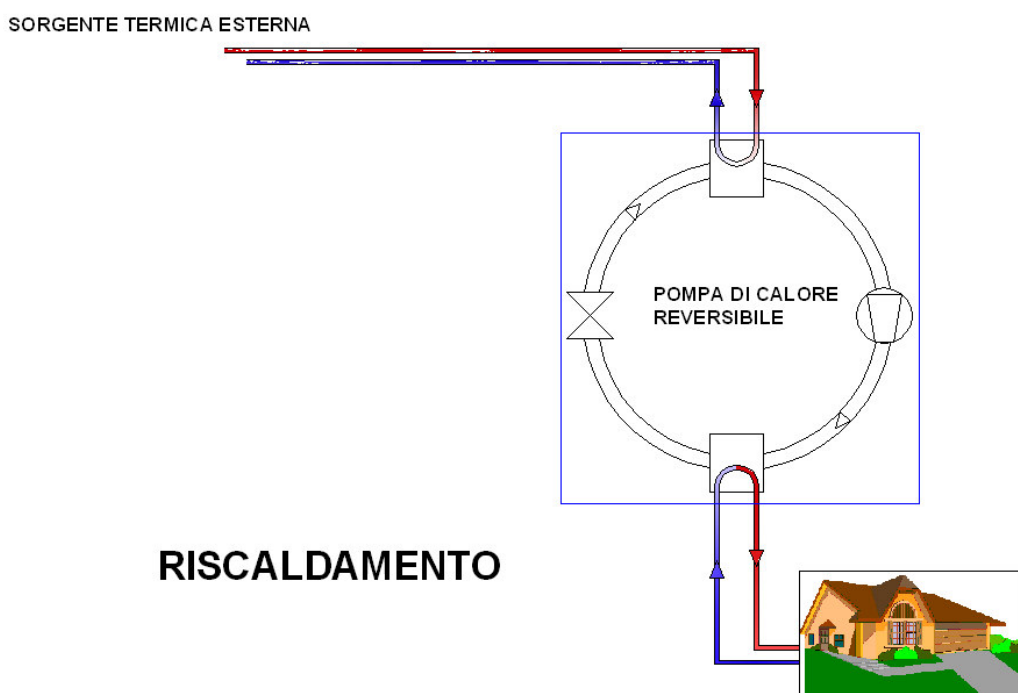 SORGENTE TERMICA ESTERNA
POMPA DI CALORE
REVERSIBILE
RISCALDAMENTO